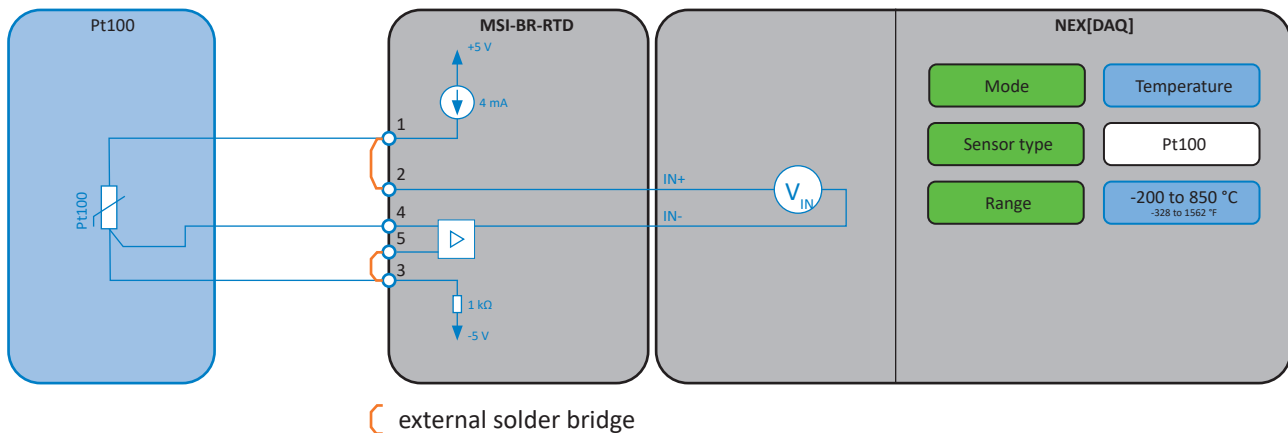 Pt100
MSI-BR-RTD
NEX[DAQ]
+5 V
4 mA
Mode
Temperature
1
Sensor type
Pt100
2
IN+
V IN
Pt100
Range
-200 to 850 °C
-328 to 1562 °F
4
IN-
5
3
1 kΩ
-5 V
external solder bridge